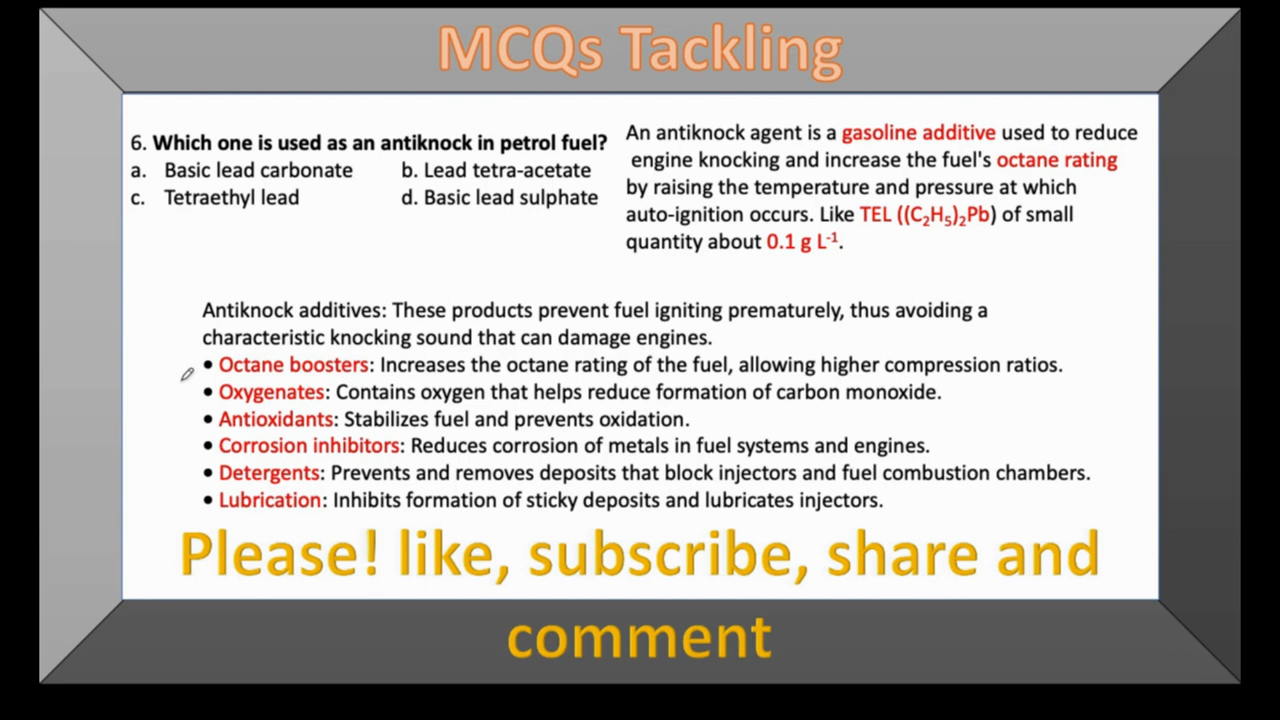 MCQs Tackling
6. Which one is used as an antiknock in petrol fuel?
a. Basic lead carbonate b. Lead tetra-acetate
c. Tetraethyl lead d. Basic lead sulphate
An antiknock agent is a gasoline additive used to reduce
engine knocking and increase the fuel's octane rating
by raising the temperature and pressure at which
auto-ignition occurs. Like TEL ((C₂H₅)₂Pb) of small
quantity about 0.1 g L⁻¹.
Antiknock additives: These products prevent fuel igniting prematurely, thus avoiding a
characteristic knocking sound that can damage engines.
• Octane boosters: Increases the octane rating of the fuel, allowing higher compression ratios.
• Oxygenates: Contains oxygen that helps reduce formation of carbon monoxide.
• Antioxidants: Stabilizes fuel and prevents oxidation.
• Corrosion inhibitors: Reduces corrosion of metals in fuel systems and engines.
• Detergents: Prevents and removes deposits that block injectors and fuel combustion chambers.
• Lubrication: Inhibits formation of sticky deposits and lubricates injectors.
Please! like, subscribe, share and
comment